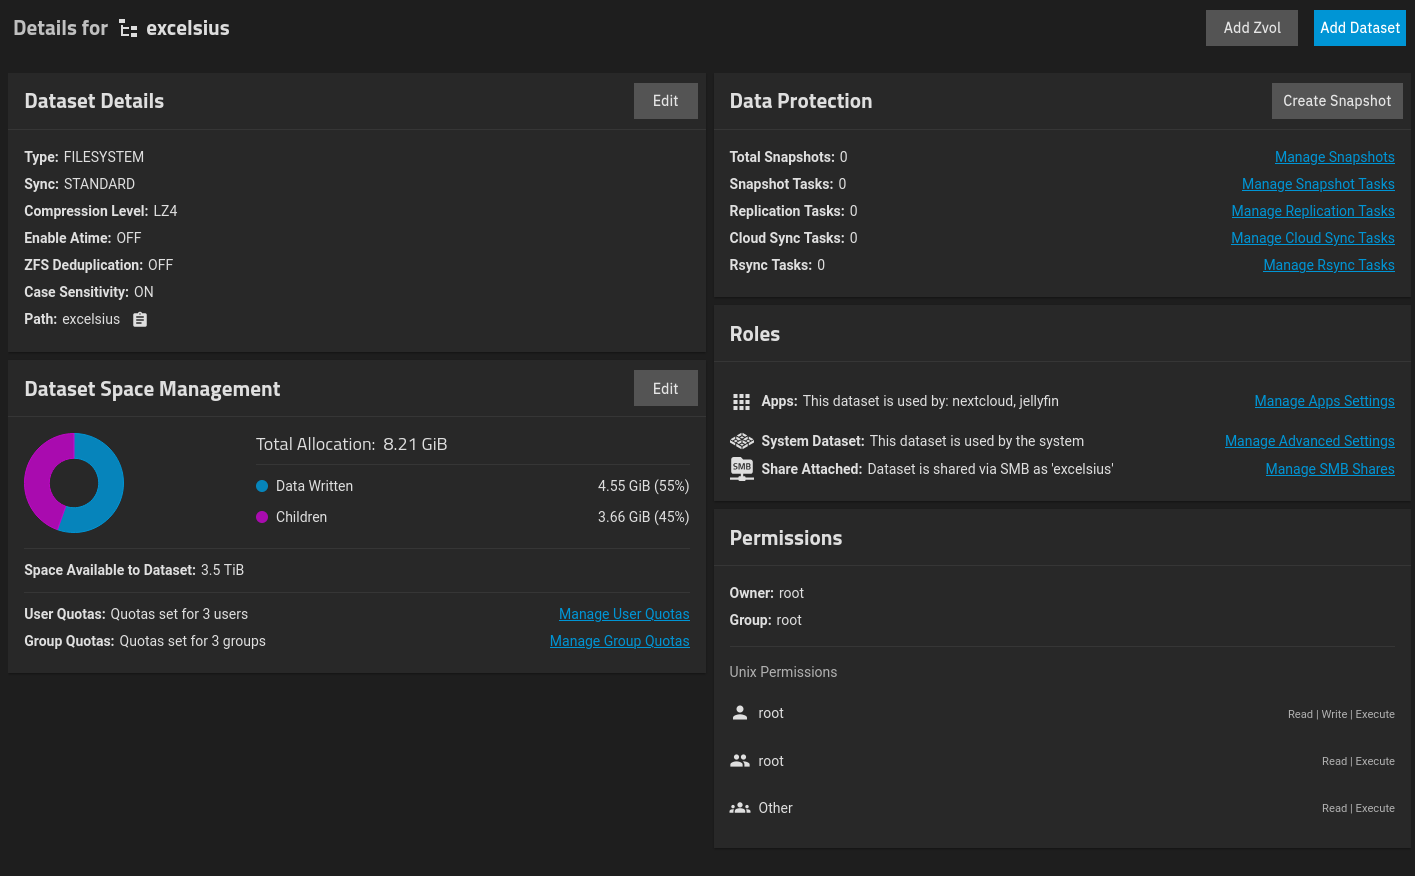 Details for excelsius
Add Zvol
Add Dataset
Dataset Details
Edit
Type: FILESYSTEM
Sync: STANDARD
Compression Level: LZ4
Enable Atime: OFF
ZFS Deduplication: OFF
Case Sensitivity: ON
Path: excelsius
Dataset Space Management
Edit
Total Allocation: 8.21 GiB
Data Written 4.55 GiB (55%)
Children 3.66 GiB (45%)
Space Available to Dataset: 3.5 TiB
User Quotas: Quotas set for 3 users Manage User Quotas
Group Quotas: Quotas set for 3 groups Manage Group Quotas
Data Protection
Create Snapshot
Total Snapshots: 0 Manage Snapshots
Snapshot Tasks: 0 Manage Snapshot Tasks
Replication Tasks: 0 Manage Replication Tasks
Cloud Sync Tasks: 0 Manage Cloud Sync Tasks
Rsync Tasks: 0 Manage Rsync Tasks
Roles
Apps: This dataset is used by: nextcloud, jellyfin Manage Apps Settings
System Dataset: This dataset is used by the system Manage Advanced Settings
SMB Share Attached: Dataset is shared via SMB as 'excelsius' Manage SMB Shares
Permissions
Owner: root
Group: root
Unix Permissions
root Read | Write | Execute
root Read | Execute
Other Read | Execute